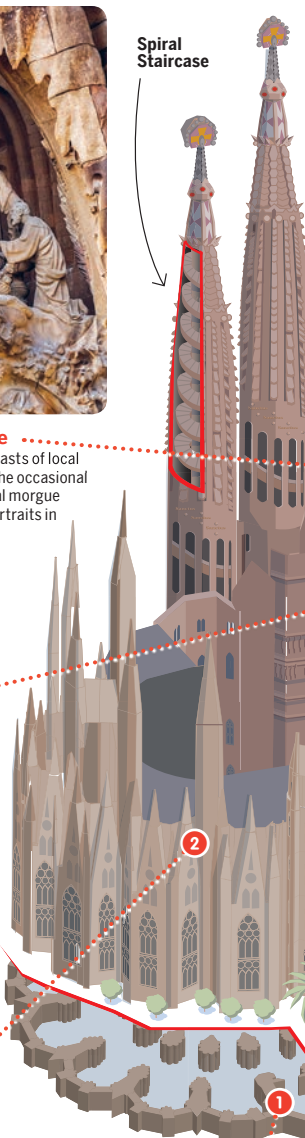 Spiral
Staircase
e
asts of local
he occasional
al morgue
rtraits in
2
1